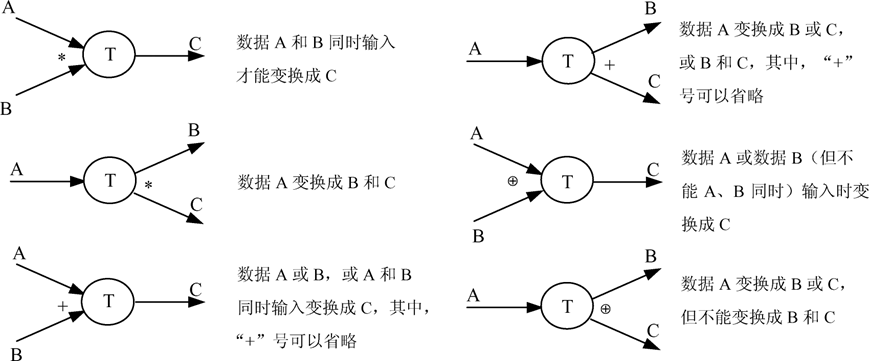 A
B
*
T
C
数据 A 和 B 同时输入
才能变换成 C
A
T
*
B
C
数据 A 变换成 B 和 C
A
B
+
T
C
数据 A 或 B，或 A 和 B
同时输入变换成 C，其中，
“+”号可以省略
A
T
+
B
C
数据 A 变换成 B 或 C，
或 B 和 C，其中，“+”
号可以省略
A
B
⊕
T
C
数据 A 或数据 B（但不
能 A、B 同时）输入时变
换成 C
A
T
⊕
B
C
数据 A 变换成 B 或 C，
但不能变换成 B 和 C